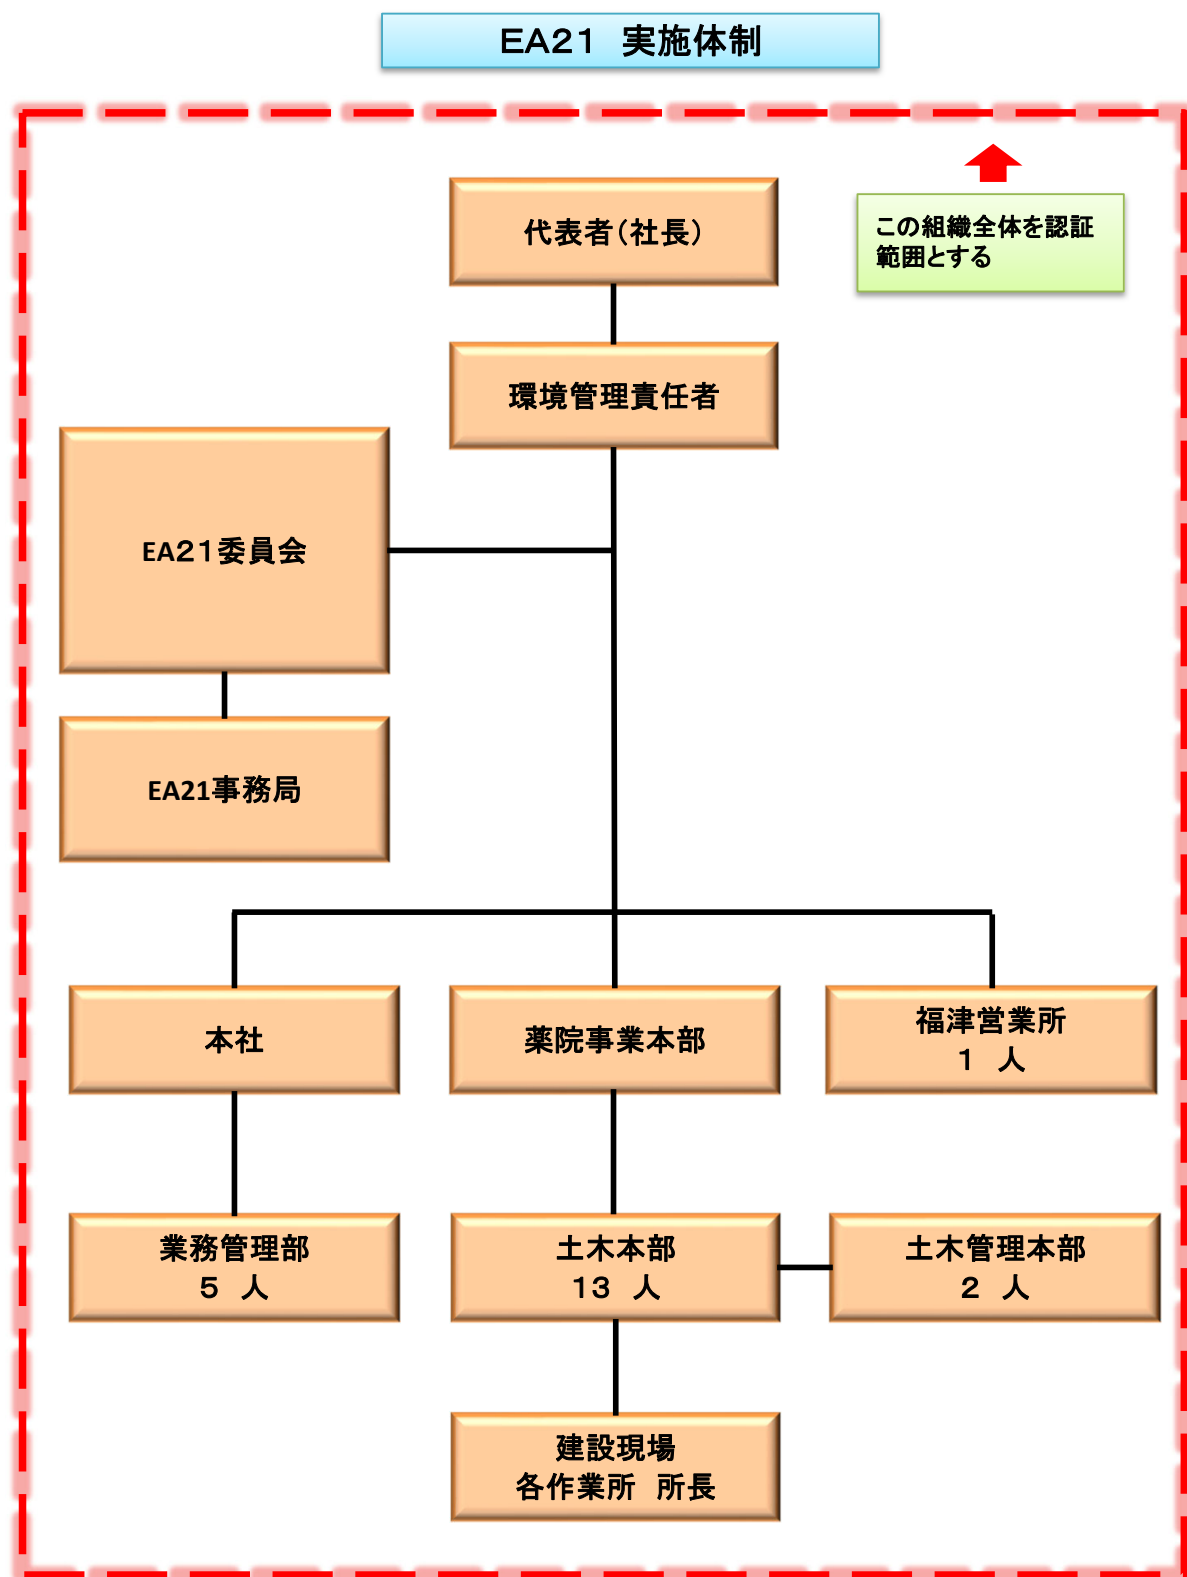 EA21　実施体制
この組織全体を認証
範囲とする
代表者（社長）
環境管理責任者
EA２１委員会
EA21事務局
本社
薬院事業本部
福津営業所
１　人
業務管理部
５　人
土木本部
１３　人
土木管理本部
２　人
建設現場
各作業所　所長